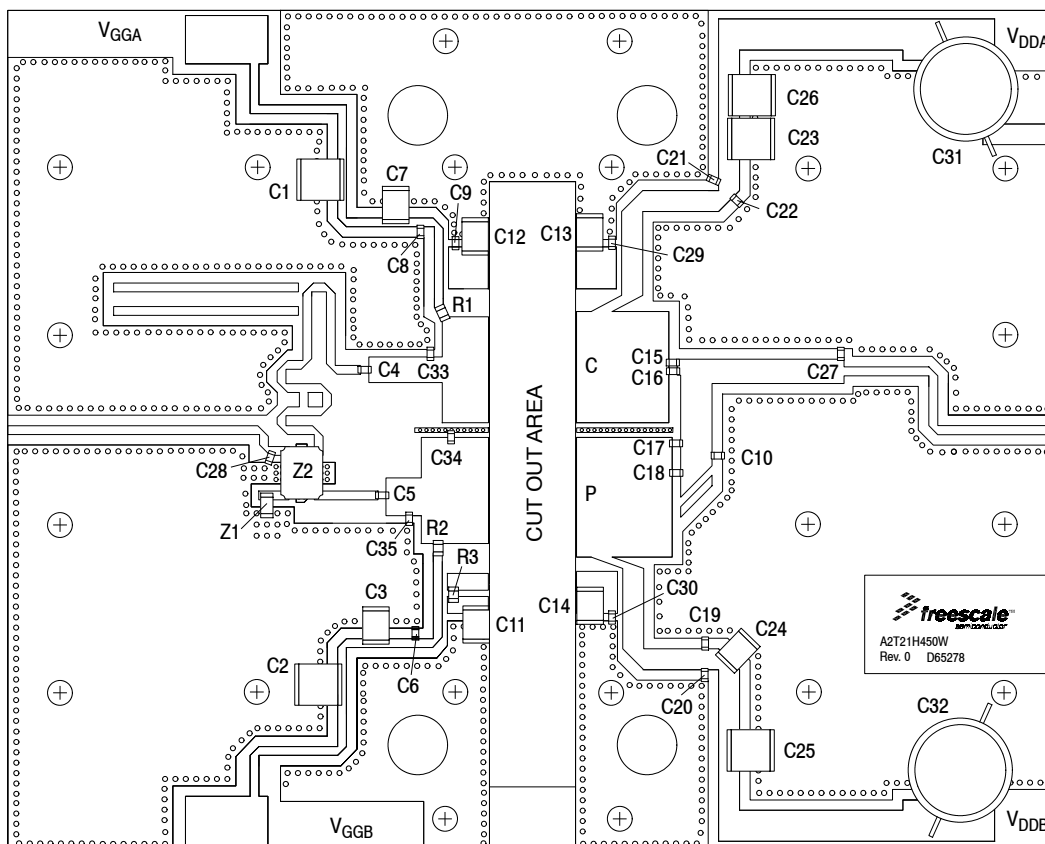 VGGA
VDDA
C26
C23
C31
C21
C1
C7
C9
C22
C12
C13
C8
C29
R1
C4
C33
C
C15
C16
C27
CUT OUT AREA
C34
C17
C28
Z2
C18
C10
C5
P
Z1
C35
R2
R3
C3
C14
C30
C11
C19
C24
freescale™
semiconductor
A2T21H450W
Rev. 0 D65278
C2
C6
C20
C32
C25
VGGB
VDDB